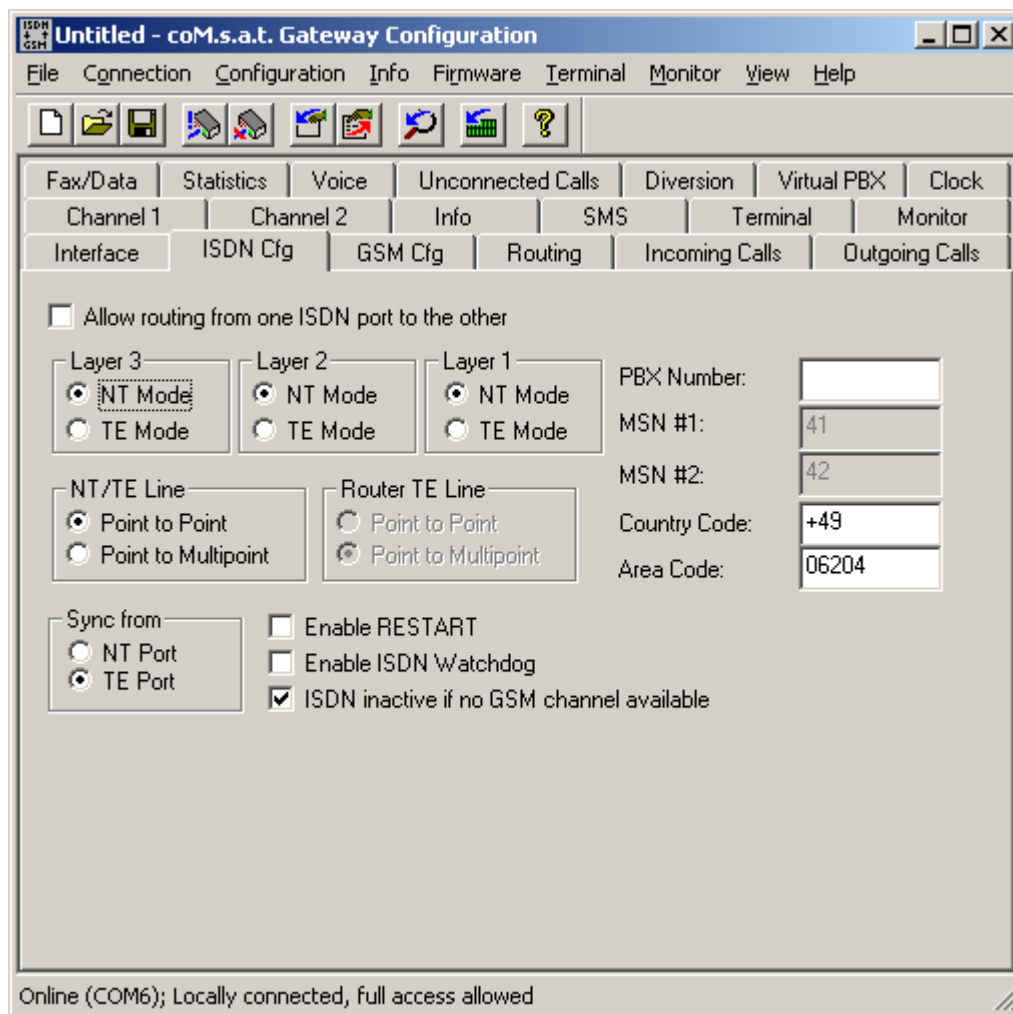 ISDN
GSM
Untitled - coM.s.a.t. Gateway Configuration
File Connection Configuration Info Firmware Terminal Monitor View Help
Fax/Data Statistics Voice Unconnected Calls Diversion Virtual PBX Clock
Channel 1 Channel 2 Info SMS Terminal Monitor
Interface ISDN Cfg GSM Cfg Routing Incoming Calls Outgoing Calls
Allow routing from one ISDN port to the other
Layer 3
NT Mode
TE Mode
Layer 2
NT Mode
TE Mode
Layer 1
NT Mode
TE Mode
PBX Number:
MSN #1: 41
MSN #2: 42
Country Code: +49
Area Code: 06204
NT/TE Line
Point to Point
Point to Multipoint
Router TE Line
Point to Point
Point to Multipoint
Sync from
NT Port
TE Port
Enable RESTART
Enable ISDN Watchdog
ISDN inactive if no GSM channel available
Online (COM6); Locally connected, full access allowed